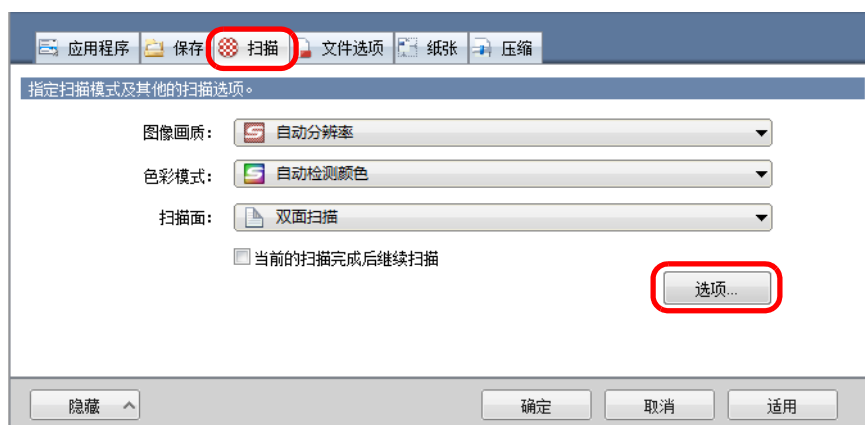 应用程序 保存 扫描 文件选项 纸张 压缩
指定扫描模式及其他的扫描选项。
图像画质： 自动分辨率
色彩模式： 自动检测颜色
扫描面： 双面扫描
当前的扫描完成后继续扫描
选项...
隐藏 确定 取消 适用